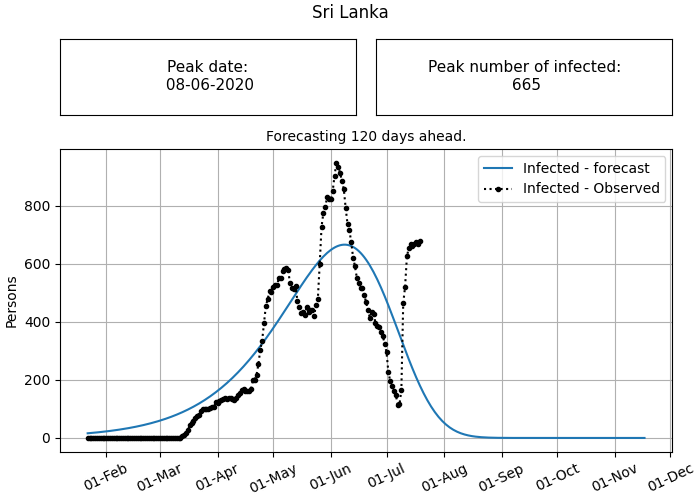 Sri Lanka
Peak date:
08-06-2020
Peak number of infected:
665
Forecasting 120 days ahead.
Infected - forecast
Infected - Observed
Persons
800
600
400
200
0
01-Feb
01-Mar
01-Apr
01-May
01-Jun
01-Jul
01-Aug
01-Sep
01-Oct
01-Nov
01-Dec